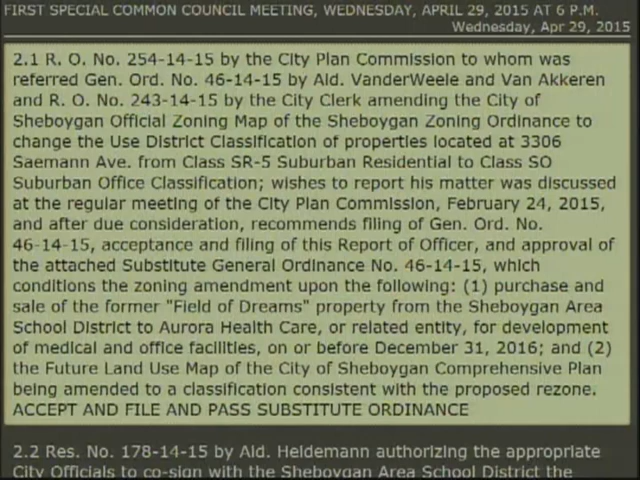 FIRST SPECIAL COMMON COUNCIL MEETING, WEDNESDAY, APRIL 29, 2015 AT 6 P.M.
Wednesday, Apr 29, 2015
2.1 R. O. No. 254-14-15 by the City Plan Commission to whom was
referred Gen. Ord. No. 46-14-15 by Ald. VanderWeele and Van Akkeren
and R. O. No. 243-14-15 by the City Clerk amending the City of
Sheboygan Official Zoning Map of the Sheboygan Zoning Ordinance to
change the Use District Classification of properties located at 3306
Saemann Ave. from Class SR-5 Suburban Residential to Class SO
Suburban Office Classification; wishes to report his matter was discussed
at the regular meeting of the City Plan Commission, February 24, 2015,
and after due consideration, recommends filing of Gen. Ord. No.
46-14-15, acceptance and filing of this Report of Officer, and approval of
the attached Substitute General Ordinance No. 46-14-15, which
conditions the zoning amendment upon the following: (1) purchase and
sale of the former "Field of Dreams" property from the Sheboygan Area
School District to Aurora Health Care, or related entity, for development
of medical and office facilities, on or before December 31, 2016; and (2)
the Future Land Use Map of the City of Sheboygan Comprehensive Plan
being amended to a classification consistent with the proposed rezone.
ACCEPT AND FILE AND PASS SUBSTITUTE ORDINANCE
2.2 Res. No. 178-14-15 by Ald. Heidemann authorizing the appropriate
City Officials to co-sign with the Sheboygan Area School District the